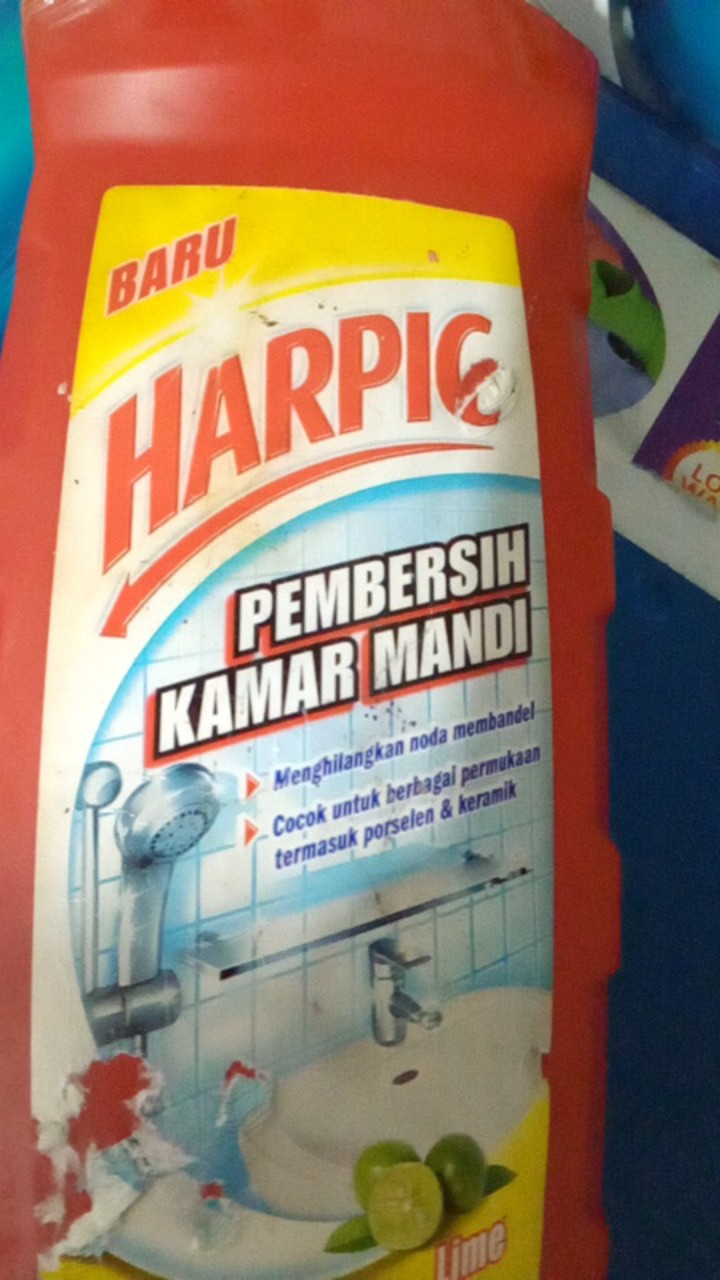 BARU
HARPIC
PEMBERSIH
KAMAR MANDI
Menghilangkan noda membandel
Cocok untuk berbagai permukaan
termasuk porselen & keramik
Lime